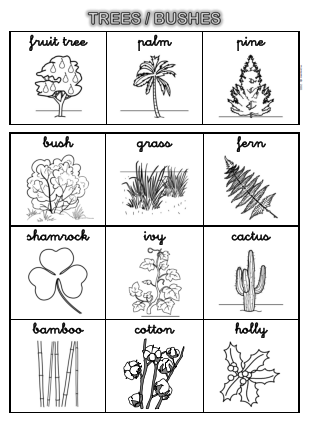 TREES / BUSHES
fruit tree palm pine
bush grass fern
shamrock ivy cactus
bamboo cotton holly